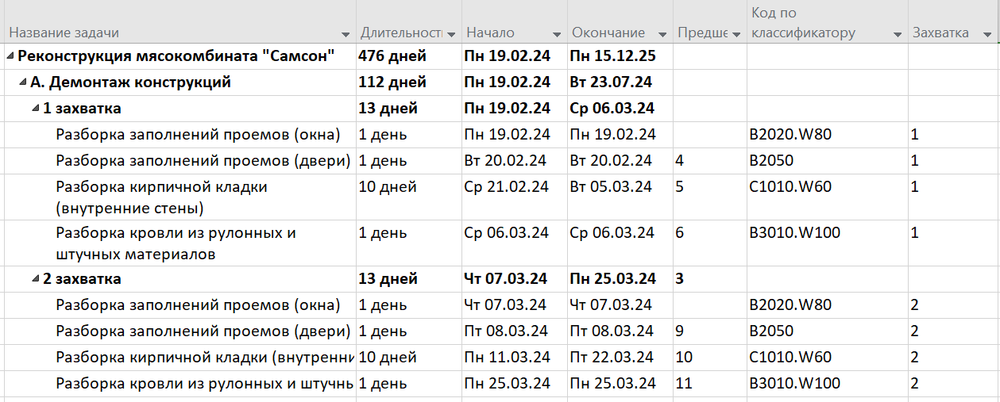 Код по
Название задачи Длительност Начало Окончание Предше классификатору Захватка
Реконструкция мясокомбината "Самсон" 476 дней Пн 19.02.24 Пн 15.12.25
А. Демонтаж конструкций 112 дней Пн 19.02.24 Вт 23.07.24
1 захватка 13 дней Пн 19.02.24 Ср 06.03.24
Разборка заполнений проемов (окна) 1 день Пн 19.02.24 Пн 19.02.24 B2020.W80 1
Разборка заполнений проемов (двери) 1 день Вт 20.02.24 Вт 20.02.24 4 B2050 1
Разборка кирпичной кладки 10 дней Ср 21.02.24 Вт 05.03.24 5 C1010.W60 1
(внутренние стены)
Разборка кровли из рулонных и 1 день Ср 06.03.24 Ср 06.03.24 6 B3010.W100 1
штучных материалов
2 захватка 13 дней Чт 07.03.24 Пн 25.03.24 3
Разборка заполнений проемов (окна) 1 день Чт 07.03.24 Чт 07.03.24 B2020.W80 2
Разборка заполнений проемов (двери) 1 день Пт 08.03.24 Пт 08.03.24 9 B2050 2
Разборка кирпичной кладки (внутренни 10 дней Пн 11.03.24 Пт 22.03.24 10 C1010.W60 2
Разборка кровли из рулонных и штучнь 1 день Пн 25.03.24 Пн 25.03.24 11 B3010.W100 2